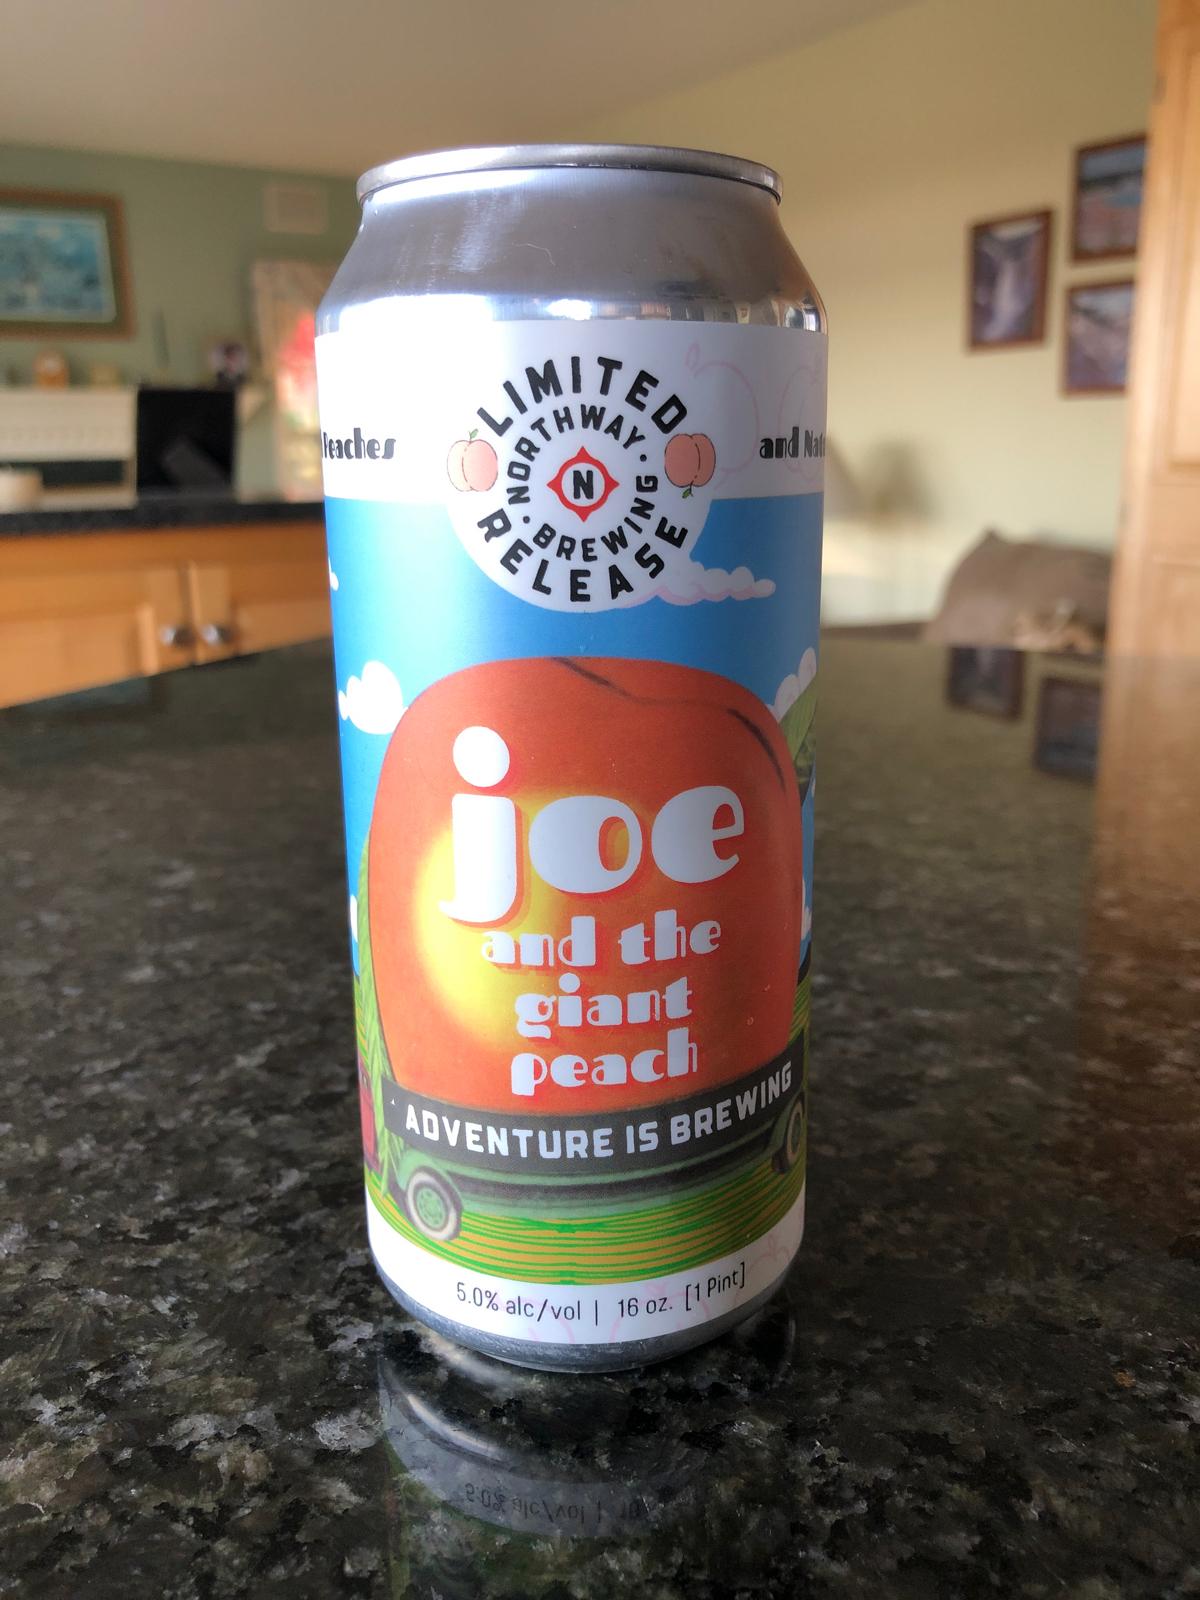 LIMITED
NORTHWAY
Peaches
and
N
BREWING
RELEASE
joe
and the
giant
peach
ADVENTURE IS BREWING
5.0% alc/vol | 16 oz. [1 Pint]